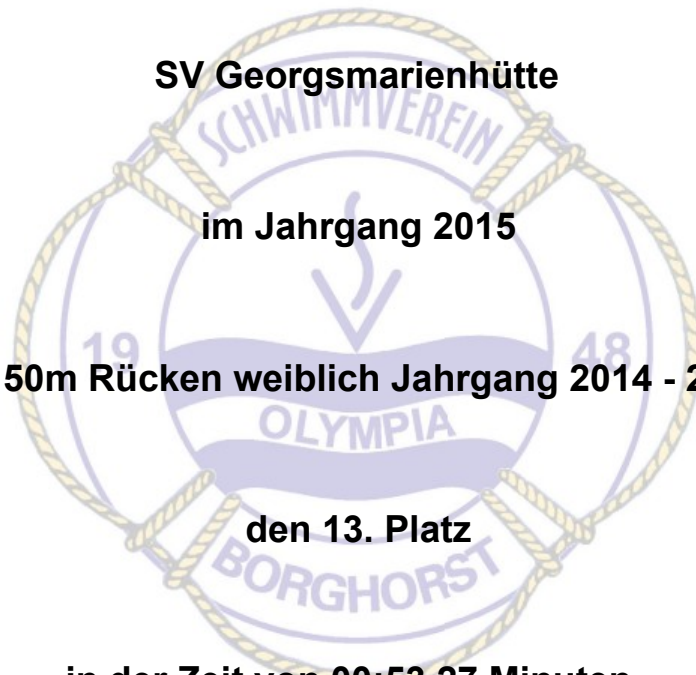 SV Georgsmarienhütte
SCHWIMMVEREIN
im Jahrgang 2015
19 48
50m Rücken weiblich Jahrgang 2014 - 2
OLYMPIA
den 13. Platz
BORGHORST
in der Zeit von 00:53,27 Minuten